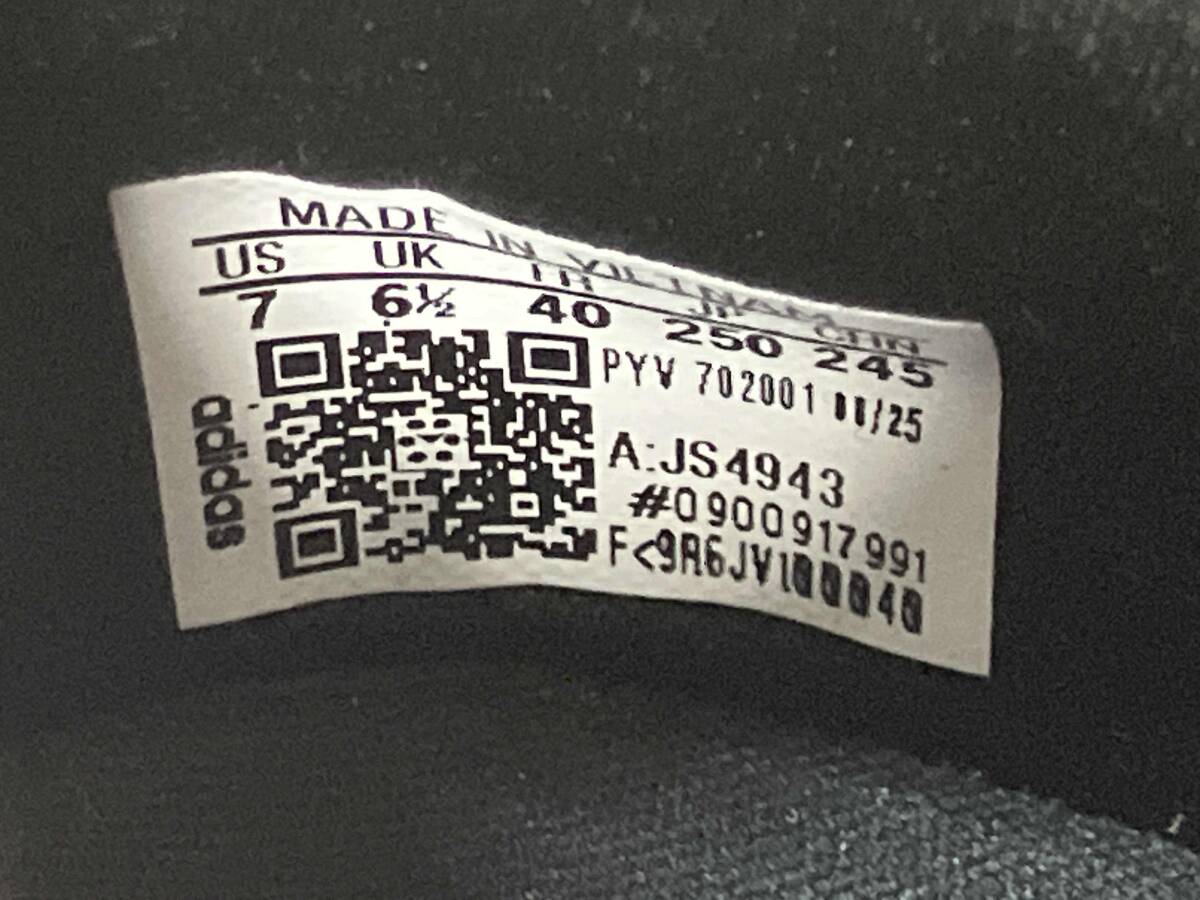 MADE IN VIETNAM
US UK FR JP CHN
7 6½ 40 250 245
adidas
PYV 702001 /25
A:JS4943
#0900917991